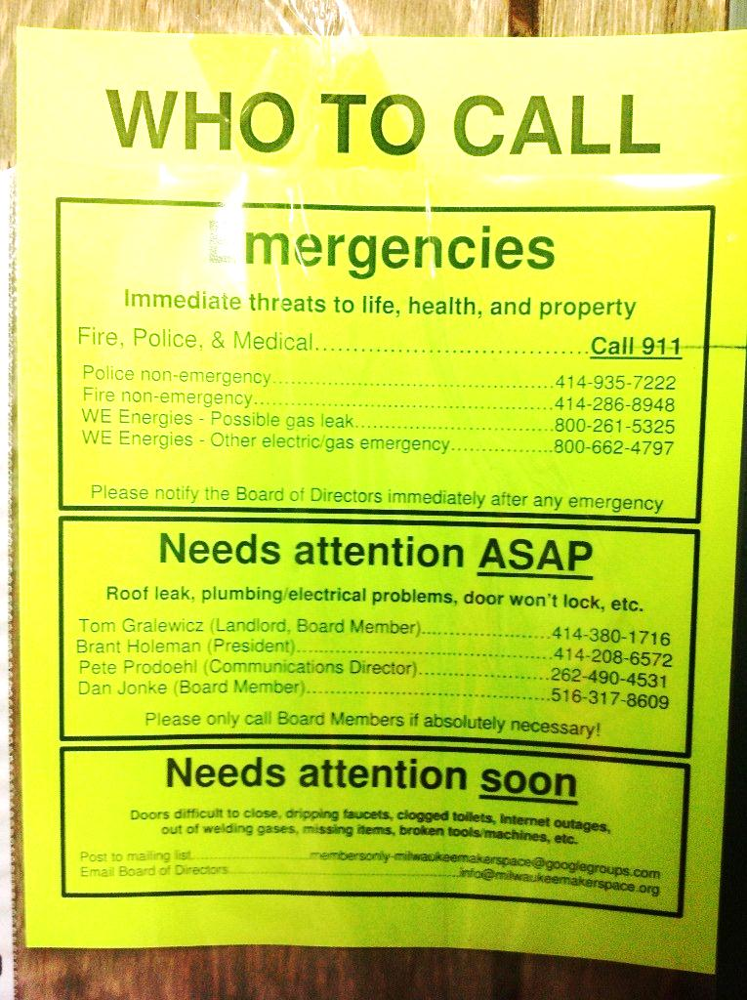 WHO TO CALL
Emergencies
Immediate threats to life, health, and property
Fire, Police, & Medical..................................Call 911
Police non-emergency................................................414-935-7222
Fire non-emergency....................................................414-286-8948
WE Energies - Possible gas leak...................................800-261-5325
WE Energies - Other electric/gas emergency..................800-662-4797
Please notify the Board of Directors immediately after any emergency
Needs attention ASAP
Roof leak, plumbing/electrical problems, door won't lock, etc.
Tom Gralewicz (Landlord, Board Member).......................414-380-1716
Brant Holeman (President).............................................414-208-6572
Pete Prodoehl (Communications Director).......................262-490-4531
Dan Jonke (Board Member)...........................................516-317-8609
Please only call Board Members if absolutely necessary!
Needs attention soon
Doors difficult to close, dripping faucets, clogged toilets, Internet outages,
out of welding gases, missing items, broken tools/machines, etc.
Post to mailing list..........................membersonly-milwaukeemakerspace@googlegroups.com
Email Board of Directors....................................................info@milwaukeemakerspace.org